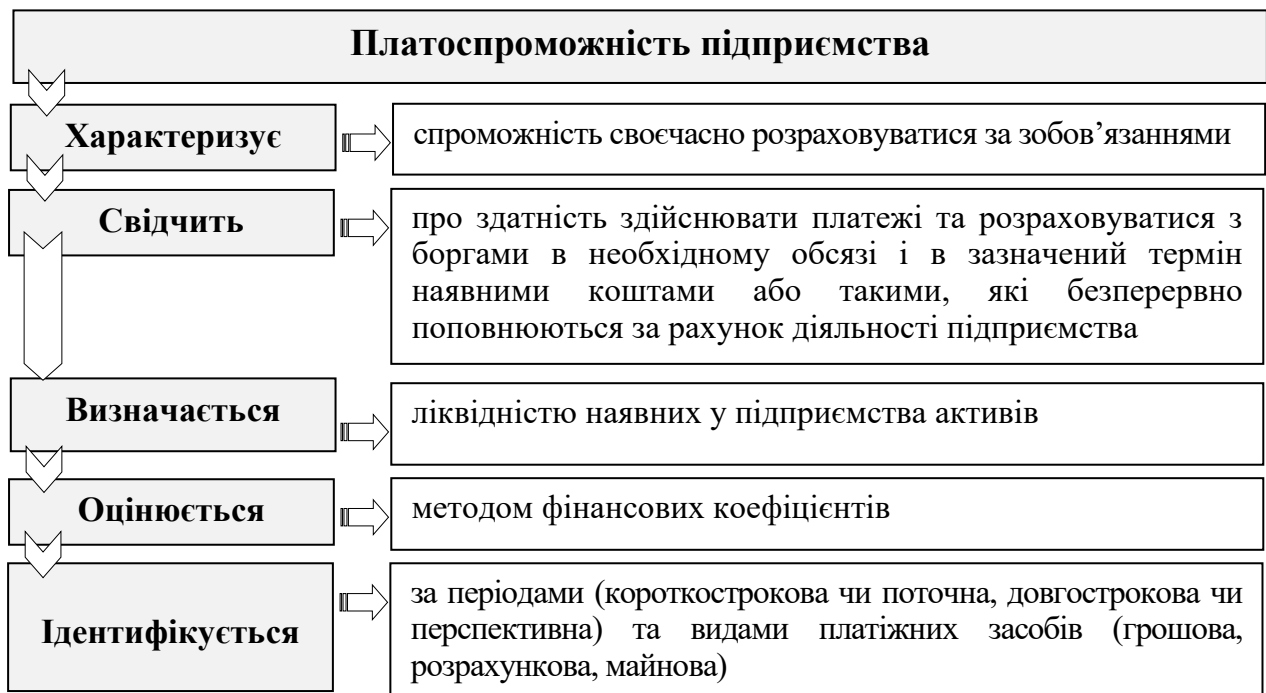 Платоспроможність підприємства
Характеризує
спроможність своєчасно розраховуватися за зобов’язаннями
Свідчить
про здатність здійснювати платежі та розраховуватися з
боргами в необхідному обсязі і в зазначений термін
наявними коштами або такими, які безперервно
поповнюються за рахунок діяльності підприємства
Визначається
ліквідністю наявних у підприємства активів
Оцінюється
методом фінансових коефіцієнтів
Ідентифікується
за періодами (короткострокова чи поточна, довгострокова чи
перспективна) та видами платіжних засобів (грошова,
розрахункова, майнова)